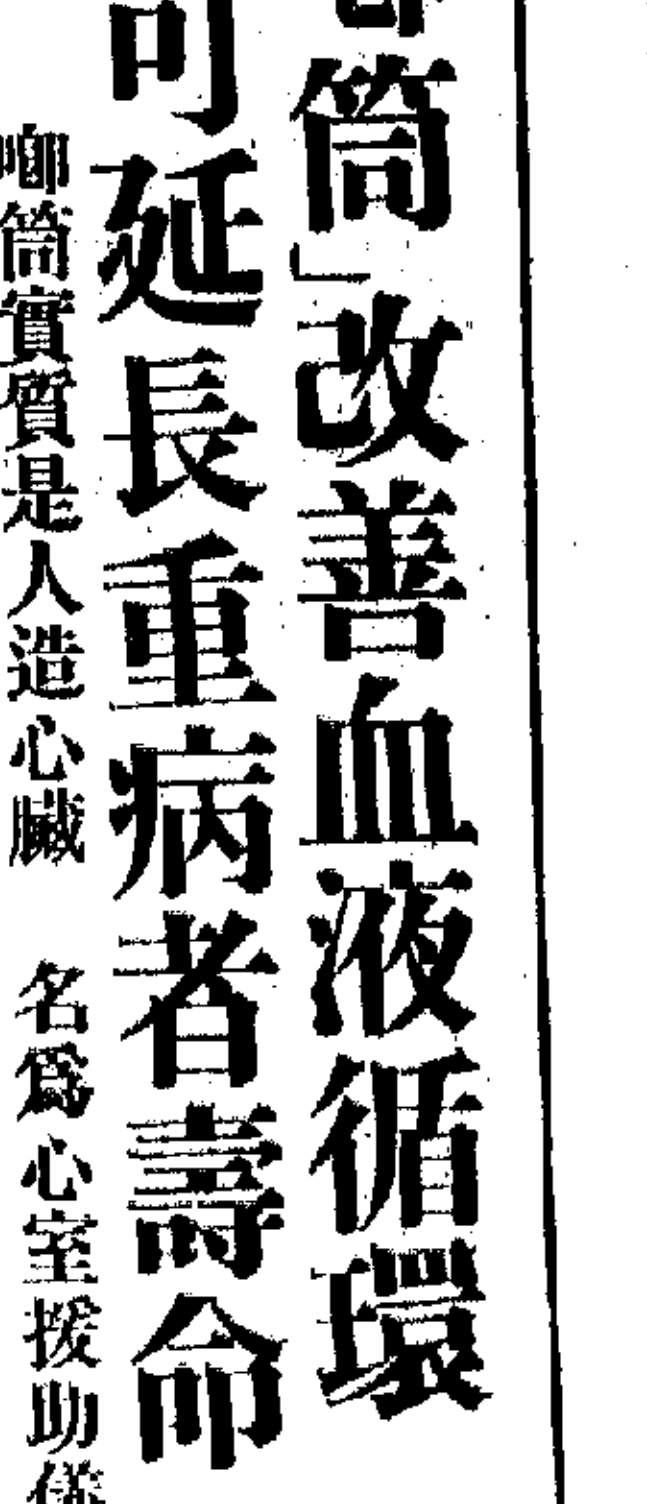 筒」改善血液循環
可延長重病者壽命
唧筒實質是人造心臟 名爲心室援助儀